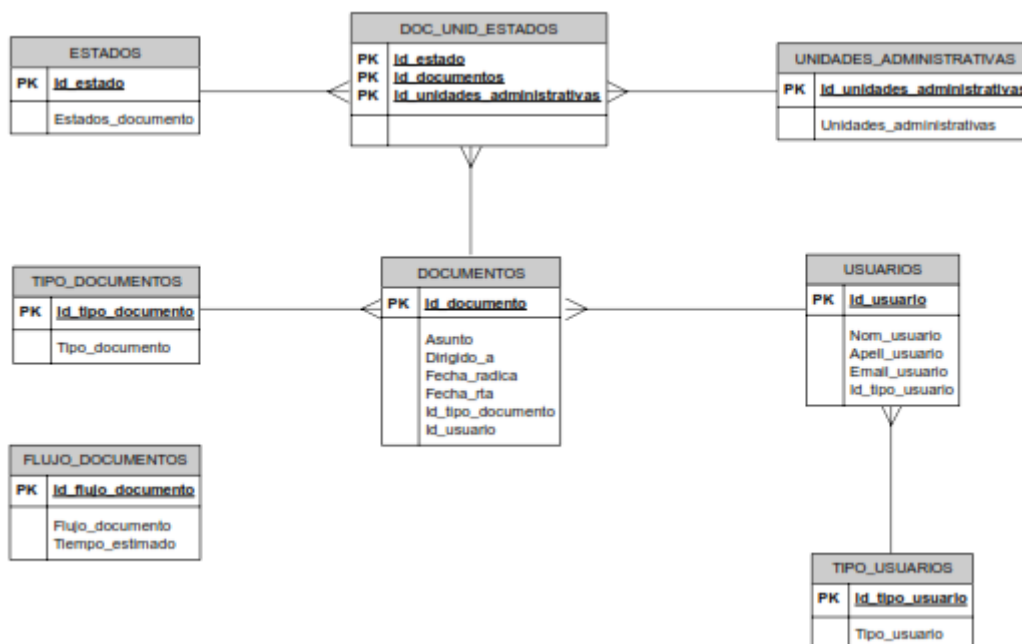 ESTADOS
PK Id_estado
Estados_documento
DOC_UNID_ESTADOS
PK Id_estado
PK Id_documentos
PK Id_unidades_administrativas
UNIDADES_ADMINISTRATIVAS
PK Id_unidades_administrativas
Unidades_administrativas
TIPO_DOCUMENTOS
PK Id_tipo_documento
Tipo_documento
DOCUMENTOS
PK Id_documento
Asunto
Dirigido_a
Fecha_radica
Fecha_rta
Id_tipo_documento
Id_usuario
USUARIOS
PK Id_usuario
Nom_usuario
Apell_usuario
Email_usuario
Id_tipo_usuario
FLUJO_DOCUMENTOS
PK Id_flujo_documento
Flujo_documento
Tiempo_estimado
TIPO_USUARIOS
PK Id_tipo_usuario
Tipo_usuario